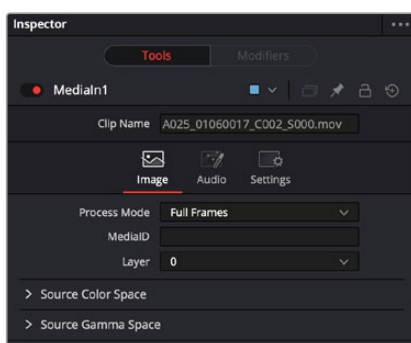 Inspector
Tools Modifiers
MediaIn1
Clip Name A025_01060017_C002_S000.mov
Image Audio Settings
Process Mode Full Frames
MediaID
Layer 0
Source Color Space
Source Gamma Space